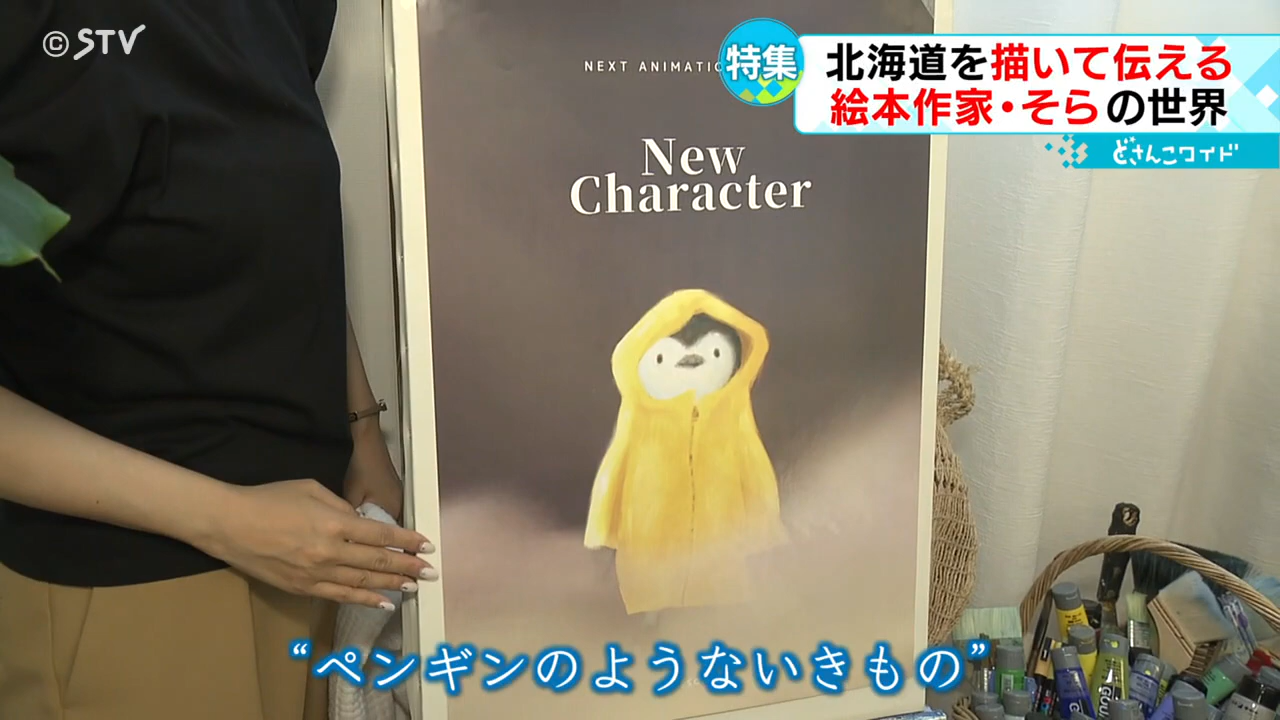 © STV
特集
北海道を描いて伝える
絵本作家・そらの世界
どさんこワイド
NEXT ANIMATIO
New
Character
“ペンギンのようないきもの”